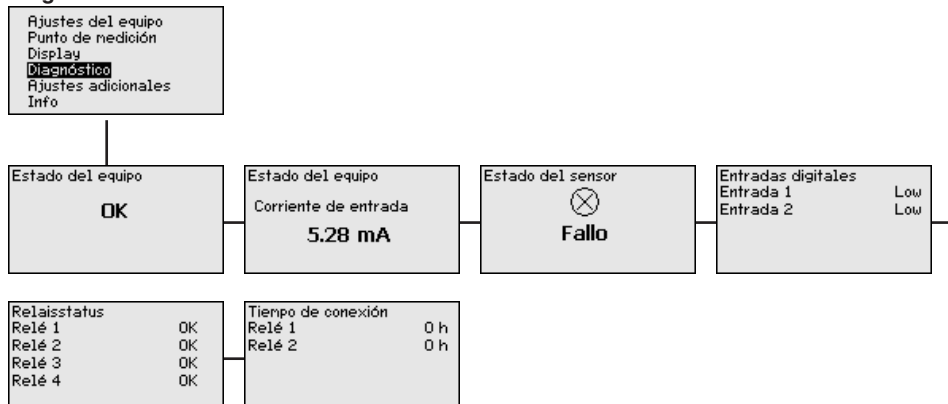 Ajustes del equipo
Punto de medición
Display
Diagnóstico
Ajustes adicionales
Info
Estado del equipo
OK
Estado del equipo
Corriente de entrada
5.28 mA
Estado del sensor
Fallo
Entradas digitales
Entrada 1 Low
Entrada 2 Low
Relaisstatus
Relé 1 OK
Relé 2 OK
Relé 3 OK
Relé 4 OK
Tiempo de conexión
Relé 1 0 h
Relé 2 0 h